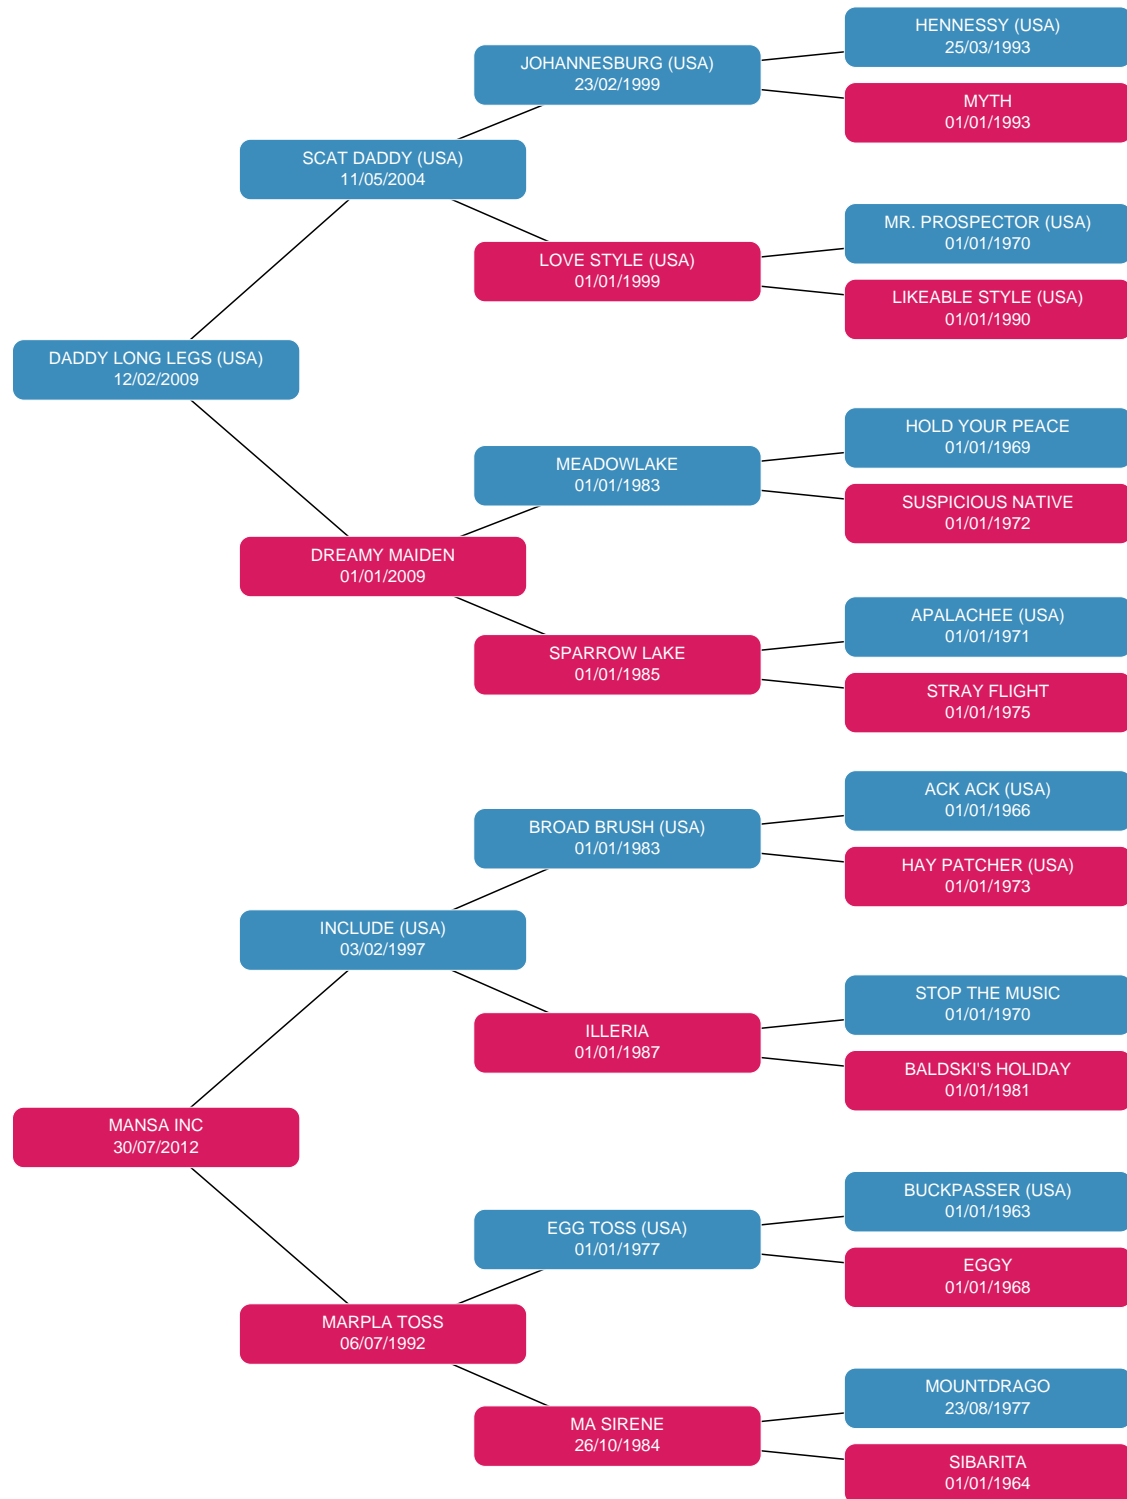 HENNESSY (USA)
25/03/1993
JOHANNESBURG (USA)
23/02/1999
MYTH
01/01/1993
SCAT DADDY (USA)
11/05/2004
MR. PROSPECTOR (USA)
01/01/1970
LOVE STYLE (USA)
01/01/1999
LIKEABLE STYLE (USA)
01/01/1990
DADDY LONG LEGS (USA)
12/02/2009
HOLD YOUR PEACE
01/01/1969
MEADOWLAKE
01/01/1983
SUSPICIOUS NATIVE
01/01/1972
DREAMY MAIDEN
01/01/2009
APALACHEE (USA)
01/01/1971
SPARROW LAKE
01/01/1985
STRAY FLIGHT
01/01/1975
ACK ACK (USA)
01/01/1966
BROAD BRUSH (USA)
01/01/1983
HAY PATCHER (USA)
01/01/1973
INCLUDE (USA)
03/02/1997
STOP THE MUSIC
01/01/1970
ILLERIA
01/01/1987
BALDSKI'S HOLIDAY
01/01/1981
MANSA INC
30/07/2012
BUCKPASSER (USA)
01/01/1963
EGG TOSS (USA)
01/01/1977
EGGY
01/01/1968
MARPLA TOSS
06/07/1992
MOUNTDRAGO
23/08/1977
MA SIRENE
26/10/1984
SIBARITA
01/01/1964